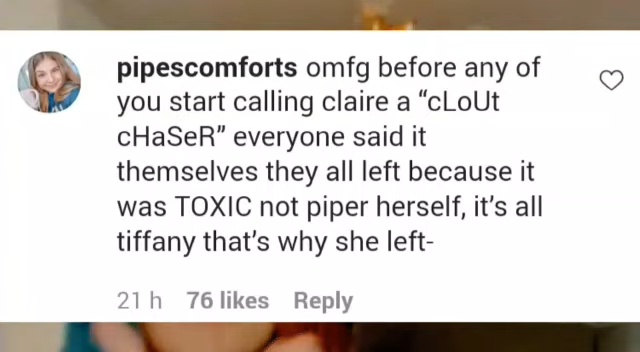 pipescomforts omfg before any of
you start calling claire a “cLoUt
cHaSeR” everyone said it
themselves they all left because it
was TOXIC not piper herself, it’s all
tiffany that’s why she left-
21 h 76 likes Reply